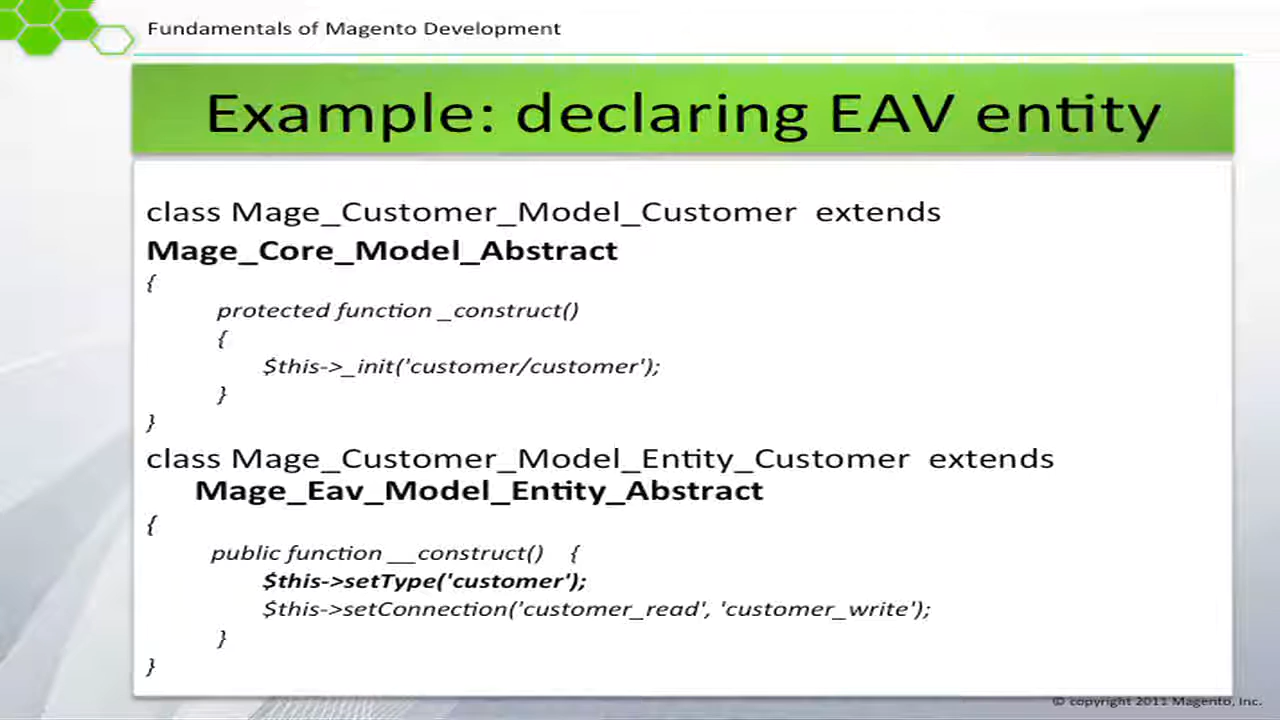 Fundamentals of Magento Development
Example: declaring EAV entity
class Mage_Customer_Model_Customer extends
Mage_Core_Model_Abstract
{
protected function _construct()
{
$this->_init('customer/customer');
}
}
class Mage_Customer_Model_Entity_Customer extends
Mage_Eav_Model_Entity_Abstract
{
public function __construct() {
$this->setType('customer');
$this->setConnection('customer_read', 'customer_write');
}
}
© copyright 2011 Magento, Inc.